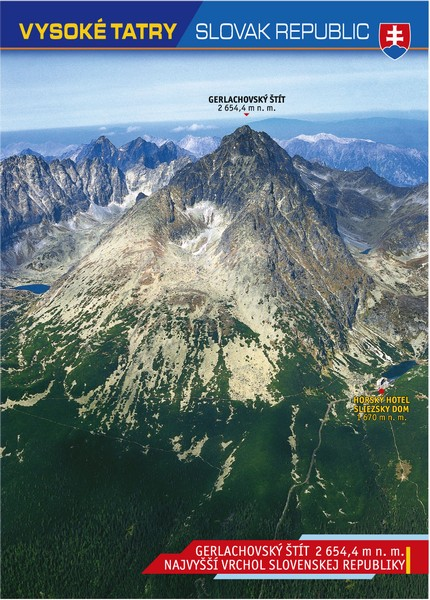 VYSOKÉ TATRY SLOVAK REPUBLIC
GERLACHOVSKÝ ŠTÍT
2 654,4 m n. m.
HORSKÝ HOTEL
SLIEZSKY DOM
1 670 m n. m.
GERLACHOVSKÝ ŠTÍT 2 654,4 m n. m.
NAJVYŠŠÍ VRCHOL SLOVENSKEJ REPUBLIKY